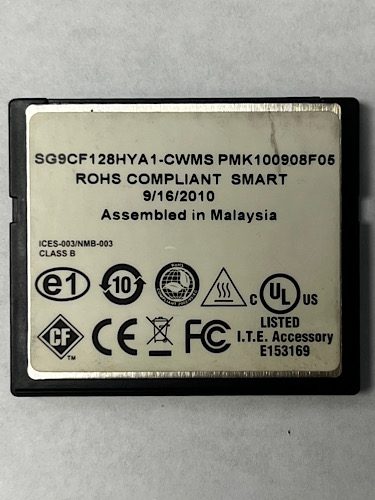 SG9CF128HYA1-CWMS PMK100908F05
ROHS COMPLIANT SMART
9/16/2010
Assembled in Malaysia
ICES-003/NMB-003
CLASS B
e1 10 C UL US
LISTED
I.T.E. Accessory
E153169
CF TM CE FC